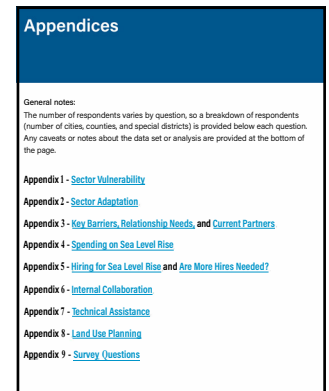 Appendices
General notes:
The number of respondents varies by question, so a breakdown of respondents
(number of cities, counties, and special districts) is provided below each question.
Any caveats or notes about the data set or analysis are provided at the bottom of
the page.
Appendix 1 - Sector Vulnerability
Appendix 2 - Sector Adaptation
Appendix 3 - Key Barriers, Relationship Needs, and Current Partners
Appendix 4 - Spending on Sea Level Rise
Appendix 5 - Hiring for Sea Level Rise and Are More Hires Needed?
Appendix 6 - Internal Collaboration
Appendix 7 - Technical Assistance
Appendix 8 - Land Use Planning
Appendix 9 - Survey Questions